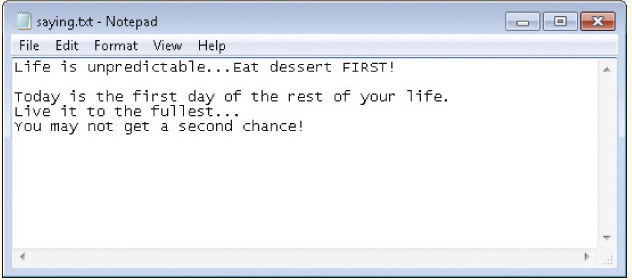 saying.txt - Notepad
File Edit Format View Help
Life is unpredictable...Eat dessert FIRST!
Today is the first day of the rest of your life.
Live it to the fullest...
You may not get a second chance!